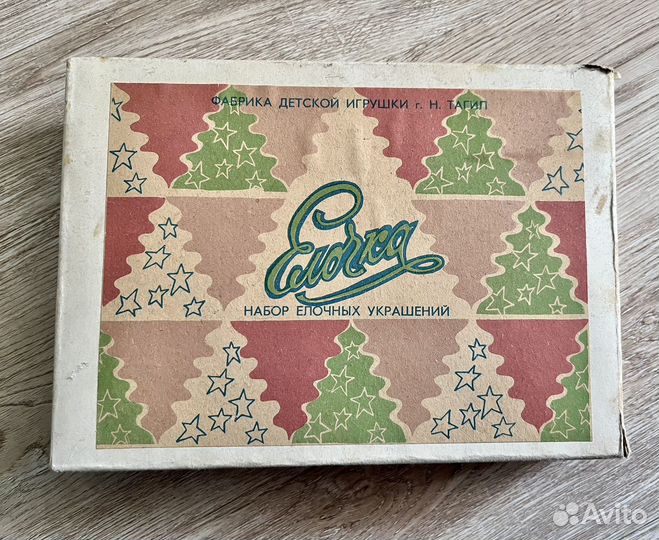 ФАБРИКА ДЕТСКОЙ ИГРУШКИ г. Н. ТАГИЛ
Елочка
НАБОР ЕЛОЧНЫХ УКРАШЕНИЙ
Avito